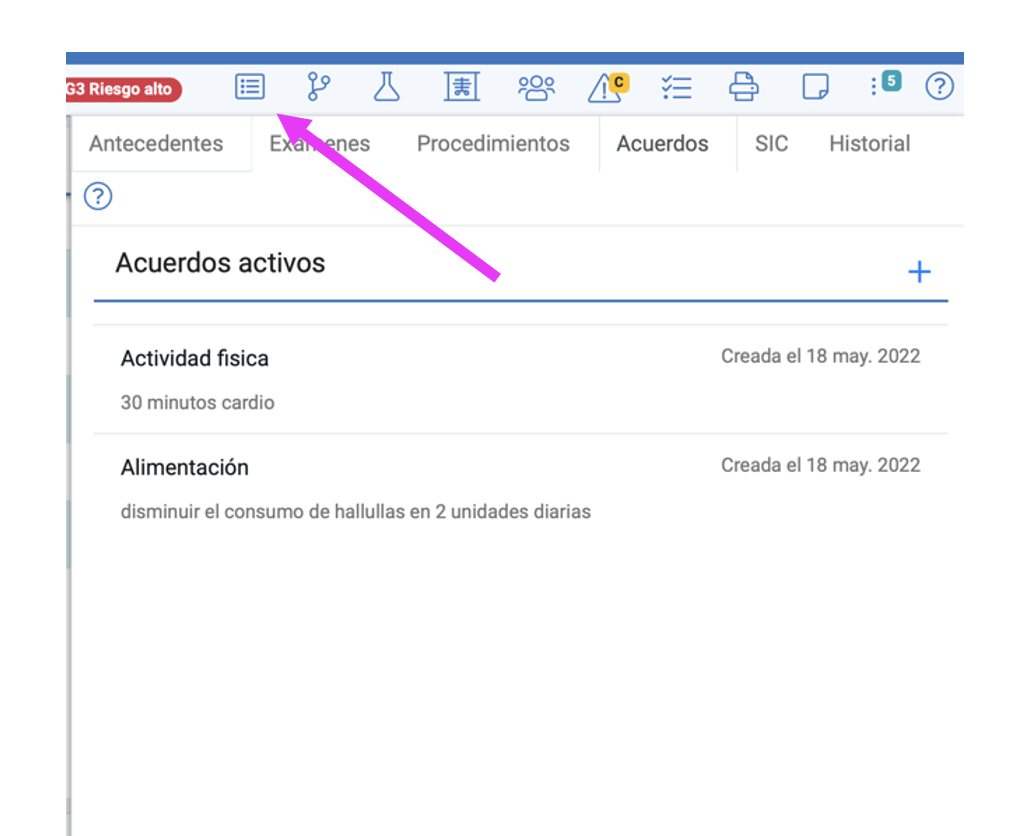 G3 Riesgo alto
C
5
?
Antecedentes Exámenes Procedimientos Acuerdos SIC Historial
?
Acuerdos activos
+
Actividad fisica Creada el 18 may. 2022
30 minutos cardio
Alimentación Creada el 18 may. 2022
disminuir el consumo de hallullas en 2 unidades diarias